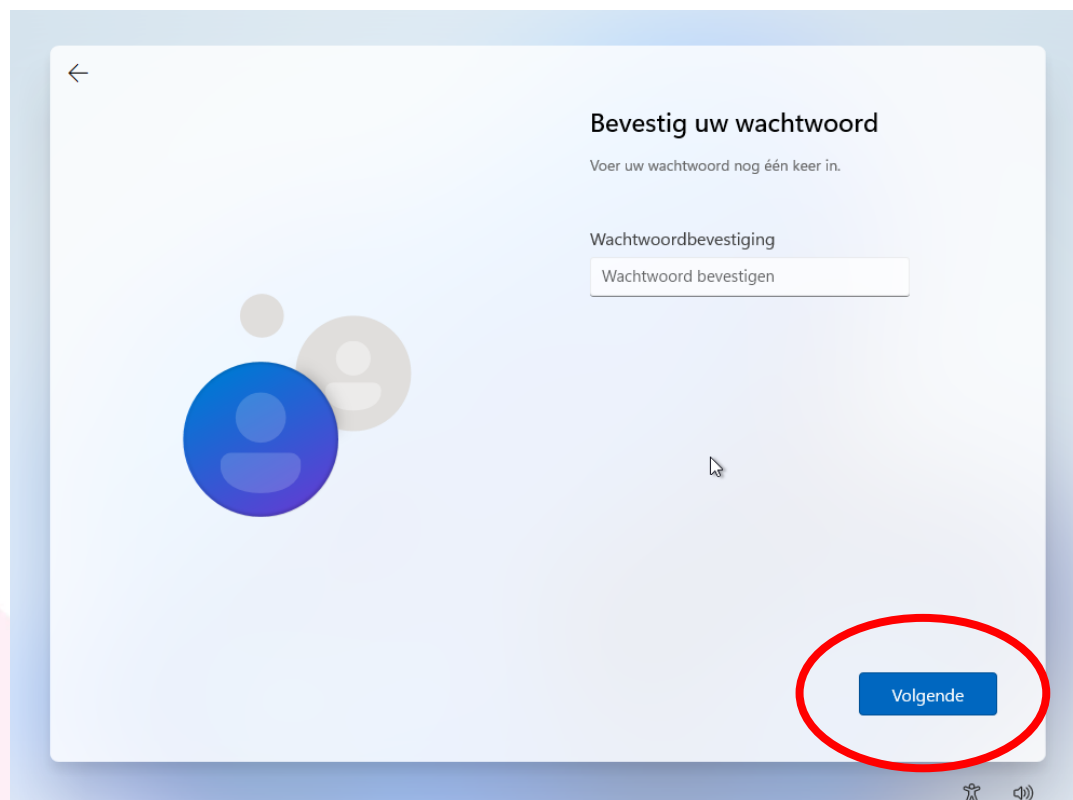 Bevestig uw wachtwoord
Voer uw wachtwoord nog één keer in.
Wachtwoordbevestiging
Wachtwoord bevestigen
Volgende